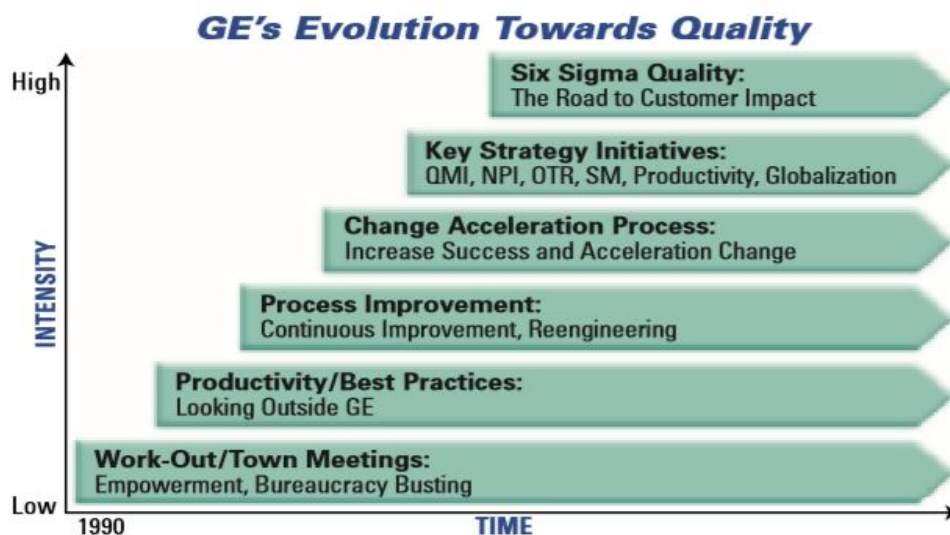 GE's Evolution Towards Quality
High
Six Sigma Quality:
The Road to Customer Impact
Key Strategy Initiatives:
QMI, NPI, OTR, SM, Productivity, Globalization
Change Acceleration Process:
Increase Success and Acceleration Change
INTENSITY
Process Improvement:
Continuous Improvement, Reengineering
Productivity/Best Practices:
Looking Outside GE
Work-Out/Town Meetings:
Empowerment, Bureaucracy Busting
Low
1990
TIME